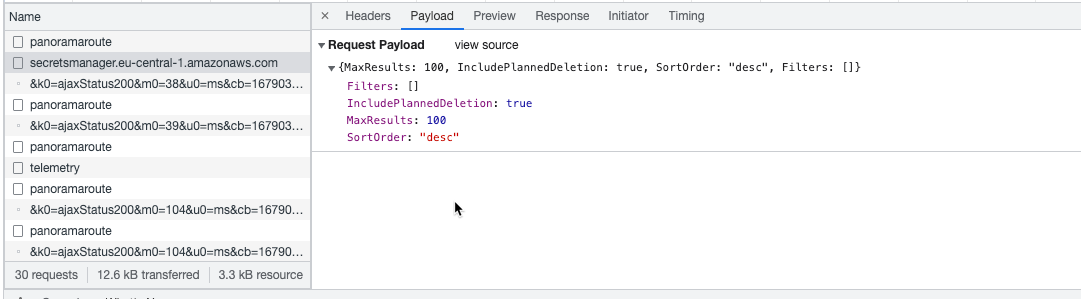 Name
panoramaroute
secretsmanager.eu-central-1.amazonaws.com
&k0=ajaxStatus200&m0=38&u0=ms&cb=167903...
panoramaroute
&k0=ajaxStatus200&m0=39&u0=ms&cb=167903...
panoramaroute
telemetry
panoramaroute
&k0=ajaxStatus200&m0=104&u0=ms&cb=16790...
panoramaroute
&k0=ajaxStatus200&m0=104&u0=ms&cb=16790...
30 requests 12.6 kB transferred 3.3 kB resource
× Headers Payload Preview Response Initiator Timing
▼Request Payload view source
▼{MaxResults: 100, IncludePlannedDeletion: true, SortOrder: "desc", Filters: []}
Filters: []
IncludePlannedDeletion: true
MaxResults: 100
SortOrder: "desc"